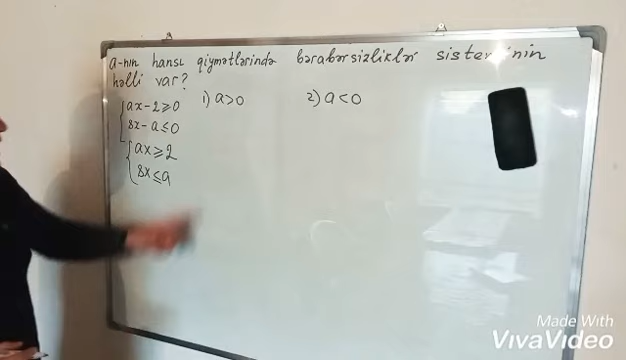 a-nın hansı qiymətlərində bərabərsizliklər
həlli var?
ax-2≥0 1) a>0 2) a<0
8x-a≤0
ax≥2
8x≤a
Made With
VivaVideo